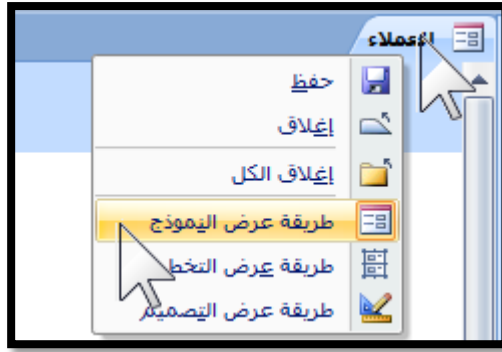 العملاء
حفظ
إغلاق
إغلاق الكل
طريقة عرض النموذج
طريقة عرض التخط
طريقة عرض التصميم